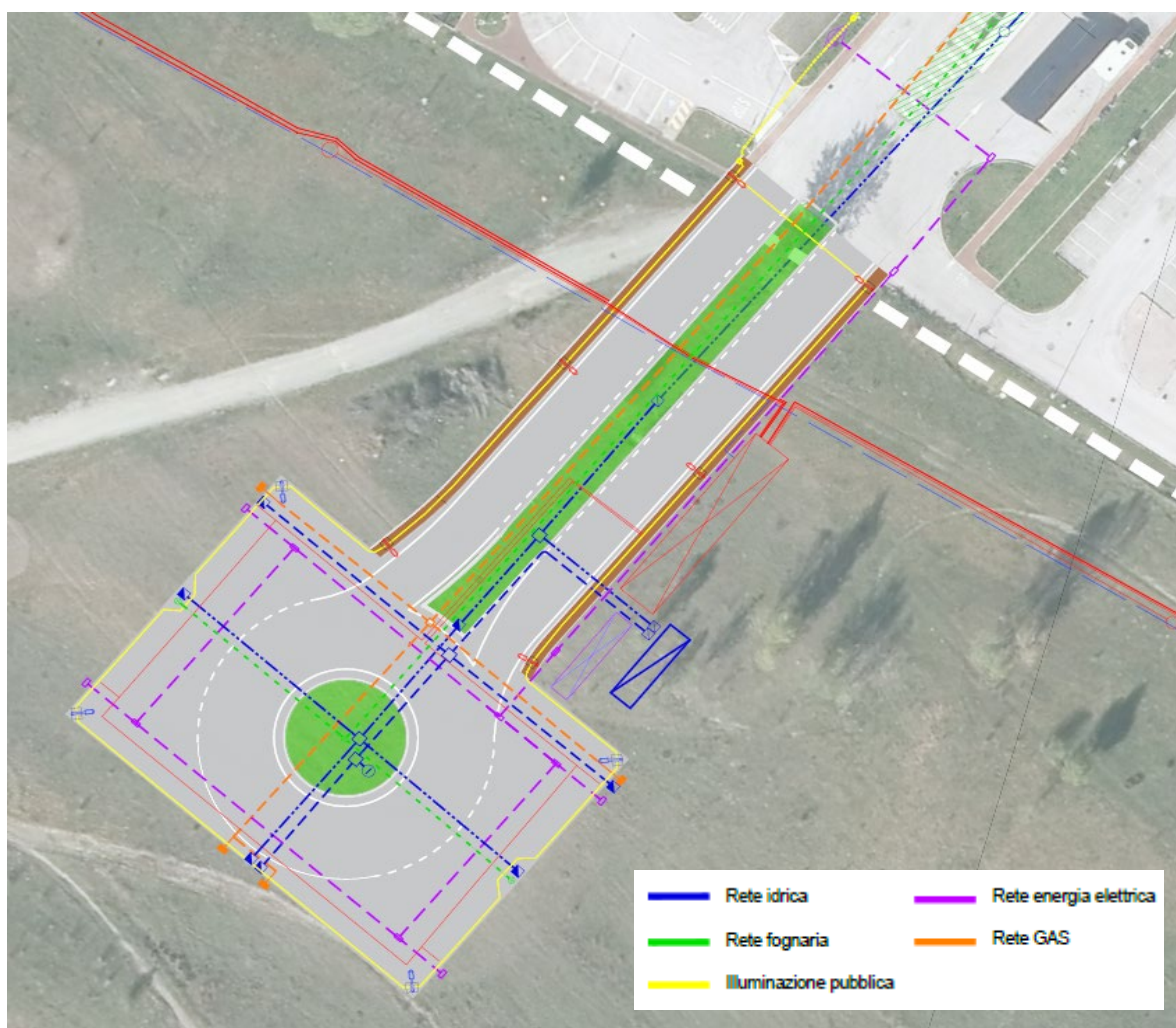 Rete idrica
Rete energia elettrica
Rete fognaria
Rete GAS
Illuminazione pubblica